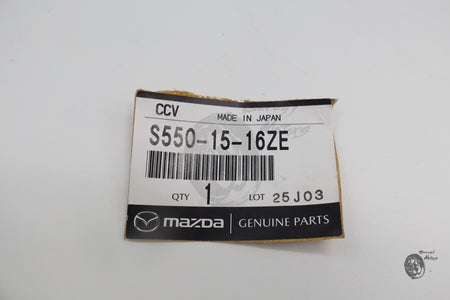 CCV MADE IN JAPAN
S550-15-16ZE
QTY 1 LOT 25J03
mazda GENUINE PARTS